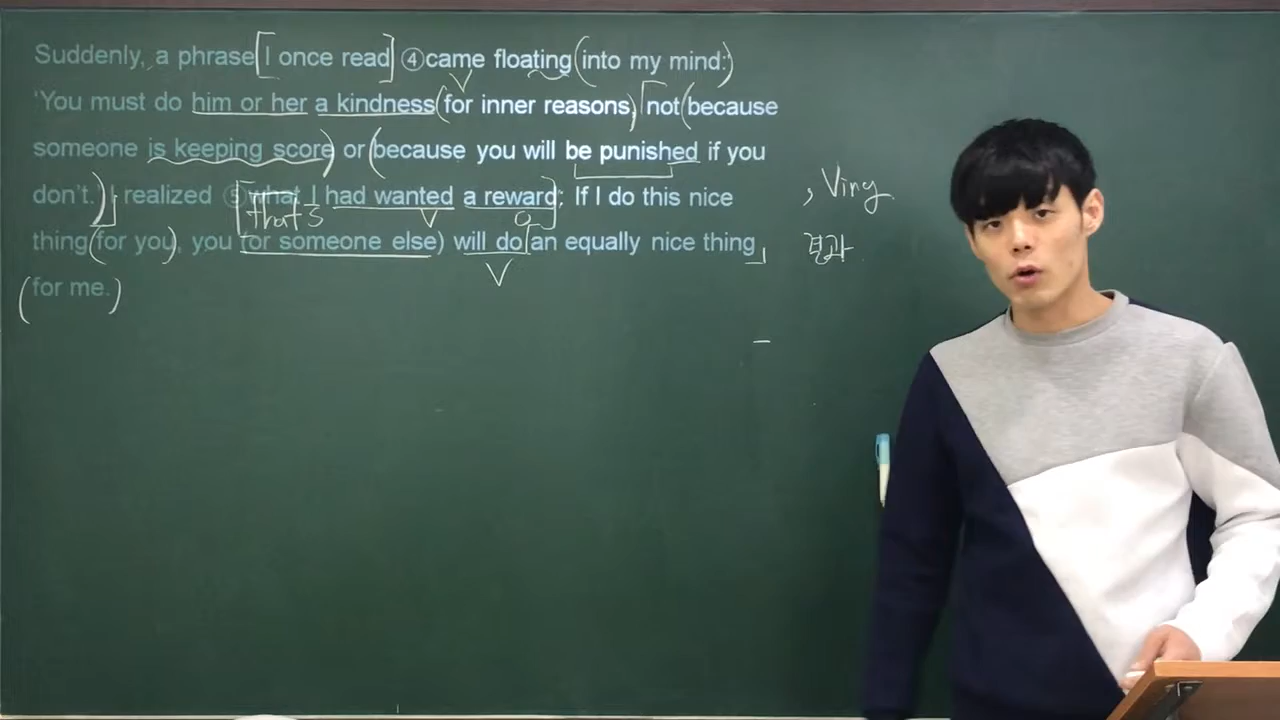 Suddenly, a phrase [I once read] ④came floating (into my mind:)
'You must do him or her a kindness (for inner reasons), not (because
someone is keeping score) or (because you will be punished if you
don't.') I realized ⑤ [what I had wanted a reward]: If I do this nice
that S V O
thing (for you), you (or someone else) will do an equally nice thing
V
(for me.)
, Ving
결과